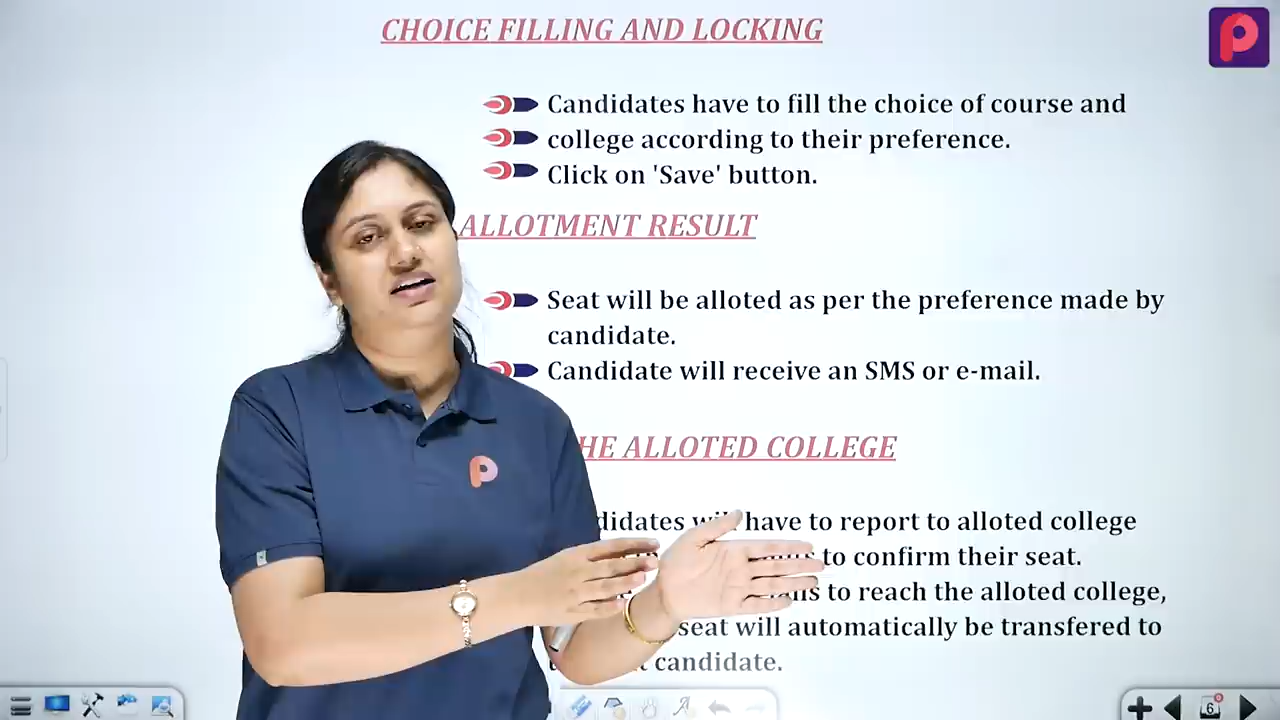 CHOICE FILLING AND LOCKING
Candidates have to fill the choice of course and
college according to their preference.
Click on 'Save' button.
ALLOTMENT RESULT
Seat will be alloted as per the preference made by
candidate.
Candidate will receive an SMS or e-mail.
HE ALLOTED COLLEGE
didates will have to report to alloted college
to confirm their seat.
to reach the alloted college,
seat will automatically be transfered to
candidate.
6